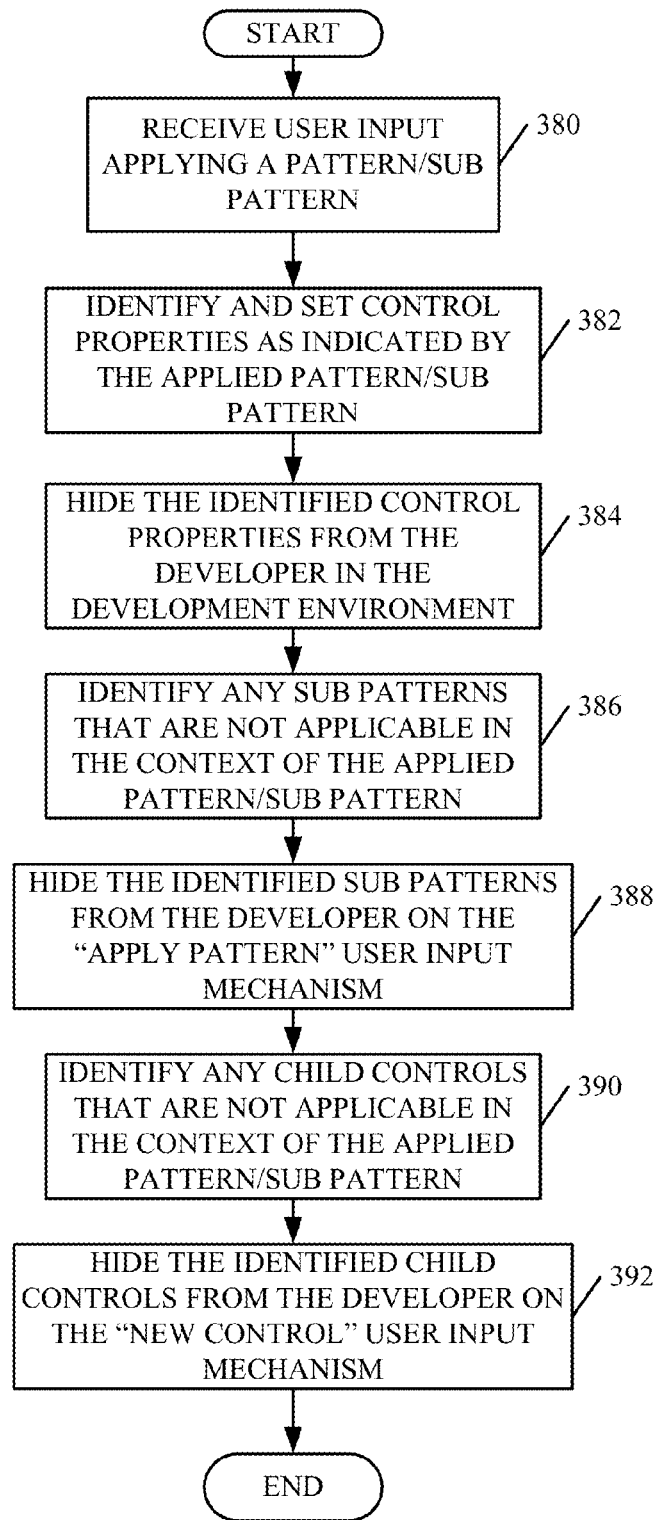 START
RECEIVE USER INPUT
APPLYING A PATTERN/SUB
PATTERN
380
IDENTIFY AND SET CONTROL
PROPERTIES AS INDICATED BY
THE APPLIED PATTERN/SUB
PATTERN
382
HIDE THE IDENTIFIED CONTROL
PROPERTIES FROM THE
DEVELOPER IN THE
DEVELOPMENT ENVIRONMENT
384
IDENTIFY ANY SUB PATTERNS
THAT ARE NOT APPLICABLE IN
THE CONTEXT OF THE APPLIED
PATTERN/SUB PATTERN
386
HIDE THE IDENTIFIED SUB PATTERNS
FROM THE DEVELOPER ON THE
“APPLY PATTERN” USER INPUT
MECHANISM
388
IDENTIFY ANY CHILD CONTROLS
THAT ARE NOT APPLICABLE IN
THE CONTEXT OF THE APPLIED
PATTERN/SUB PATTERN
390
HIDE THE IDENTIFIED CHILD
CONTROLS FROM THE DEVELOPER ON
THE “NEW CONTROL” USER INPUT
MECHANISM
392
END